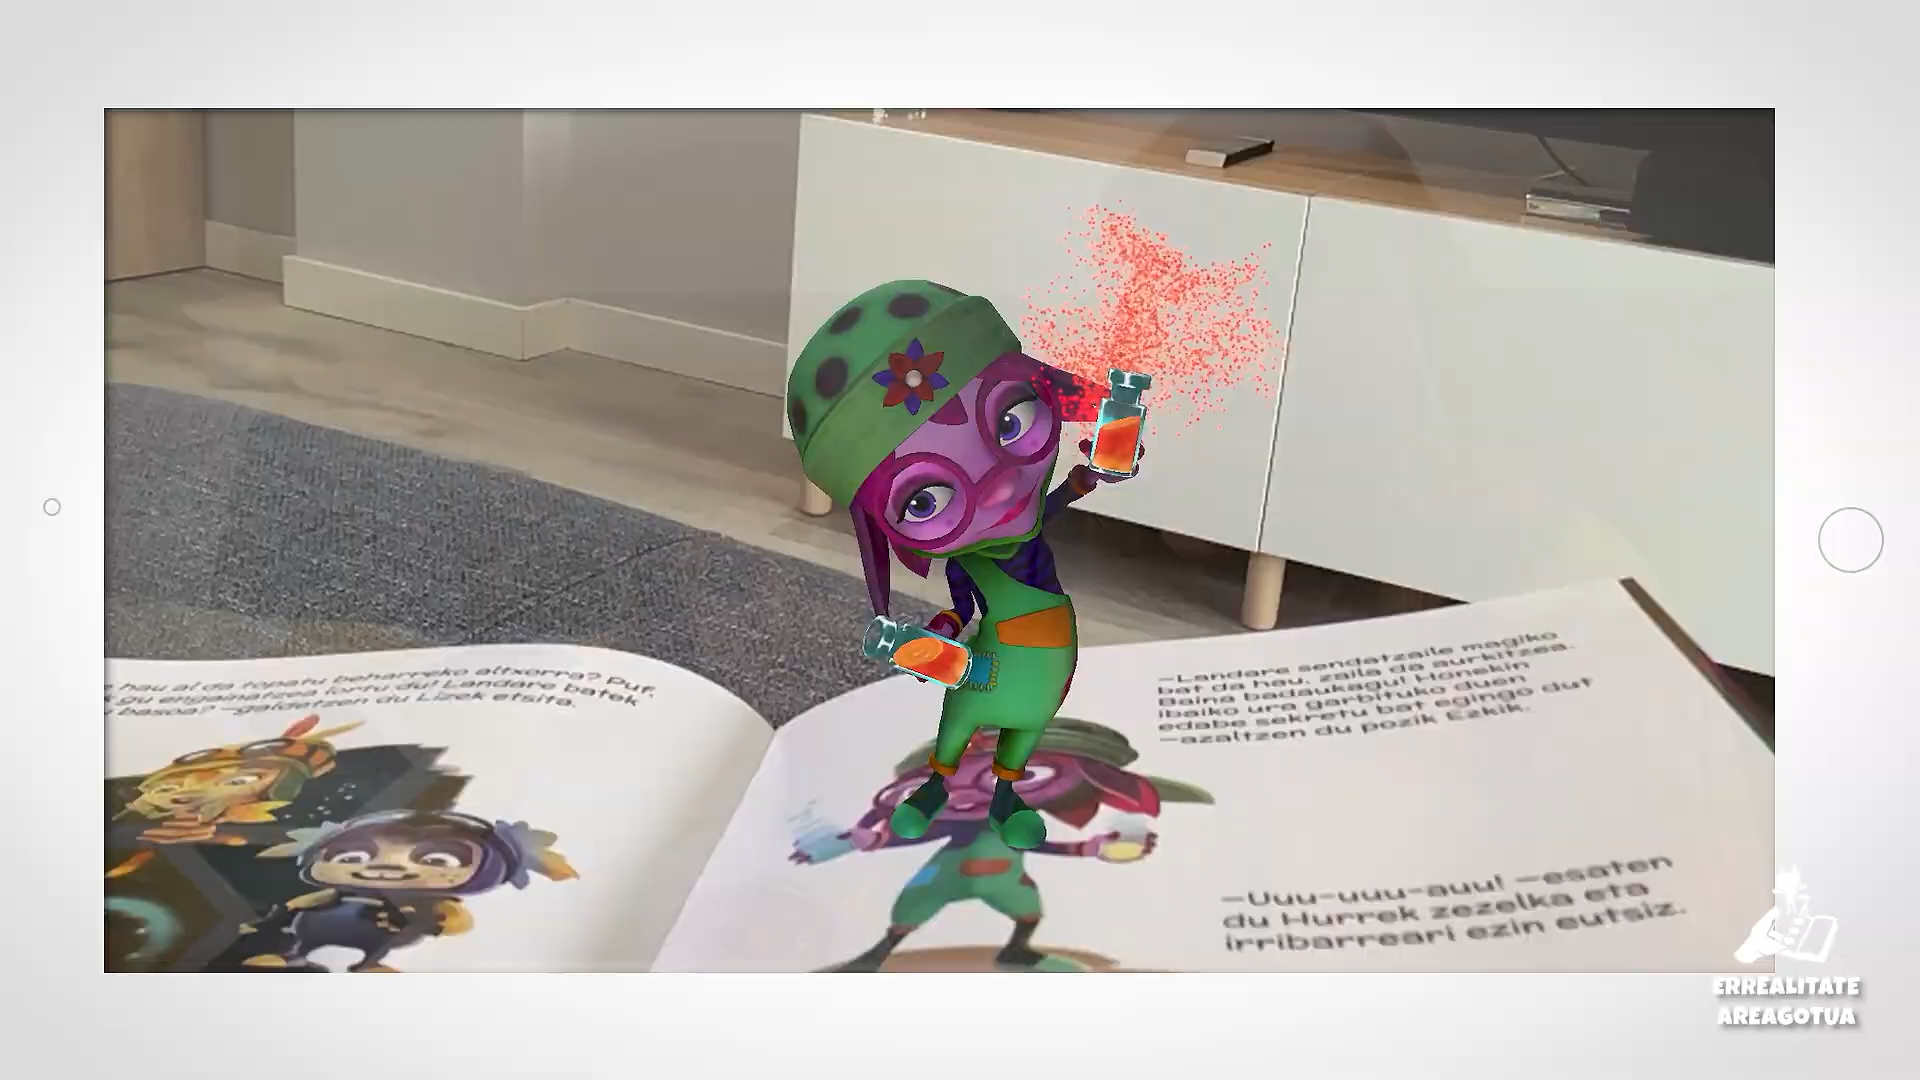 hau al da topatu beharreko altxorra? Puf,
gu engainatzea lortu du! Landare batek
basoa? —galdetzen du Lizek etsita.
—Landare sendatzaile magiko
bat da hau, zaila da aurkitzea.
Baina badaukagu! Honekin
ibaiko ura garbituko duen
edabe sekretu bat egingo dut
—azaltzen du pozik Ezkik.
—Uuu-uuu-auu! —esaten
du Hurrek zezelka eta
irribarreari ezin eutsiz.
ERREALITATE
AREAGOTUA